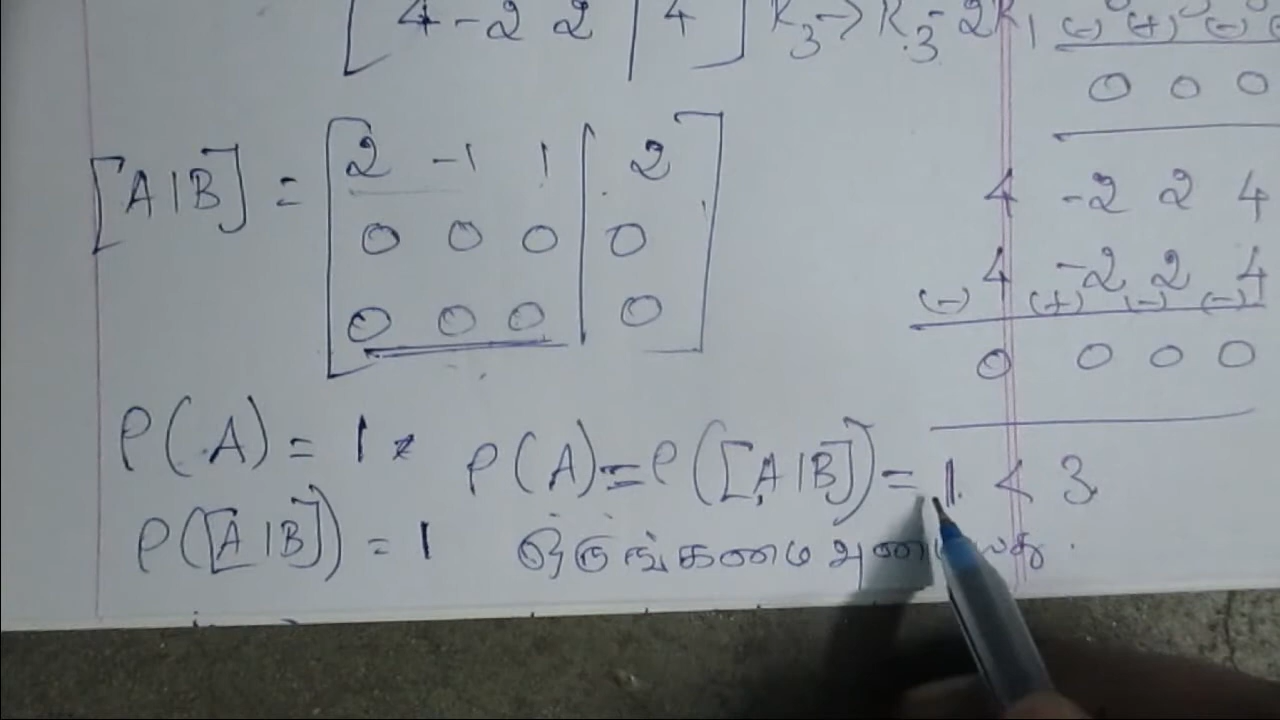 4 -2 2 | 4 ] R3 -> R3 - 2R1
(-) (+) (-)
0 0 0
[A|B] = [ 2 -1 1 | 2
0 0 0 | 0
0 0 0 | 0 ]
4 -2 2 4
4 -2 2 4
(-) (+) (-) (-)
0 0 0 0
ρ(A) = 1
ρ([A|B]) = 1
ρ(A) = ρ([A|B]) = 1 < 3
ஒருங்கமைவு